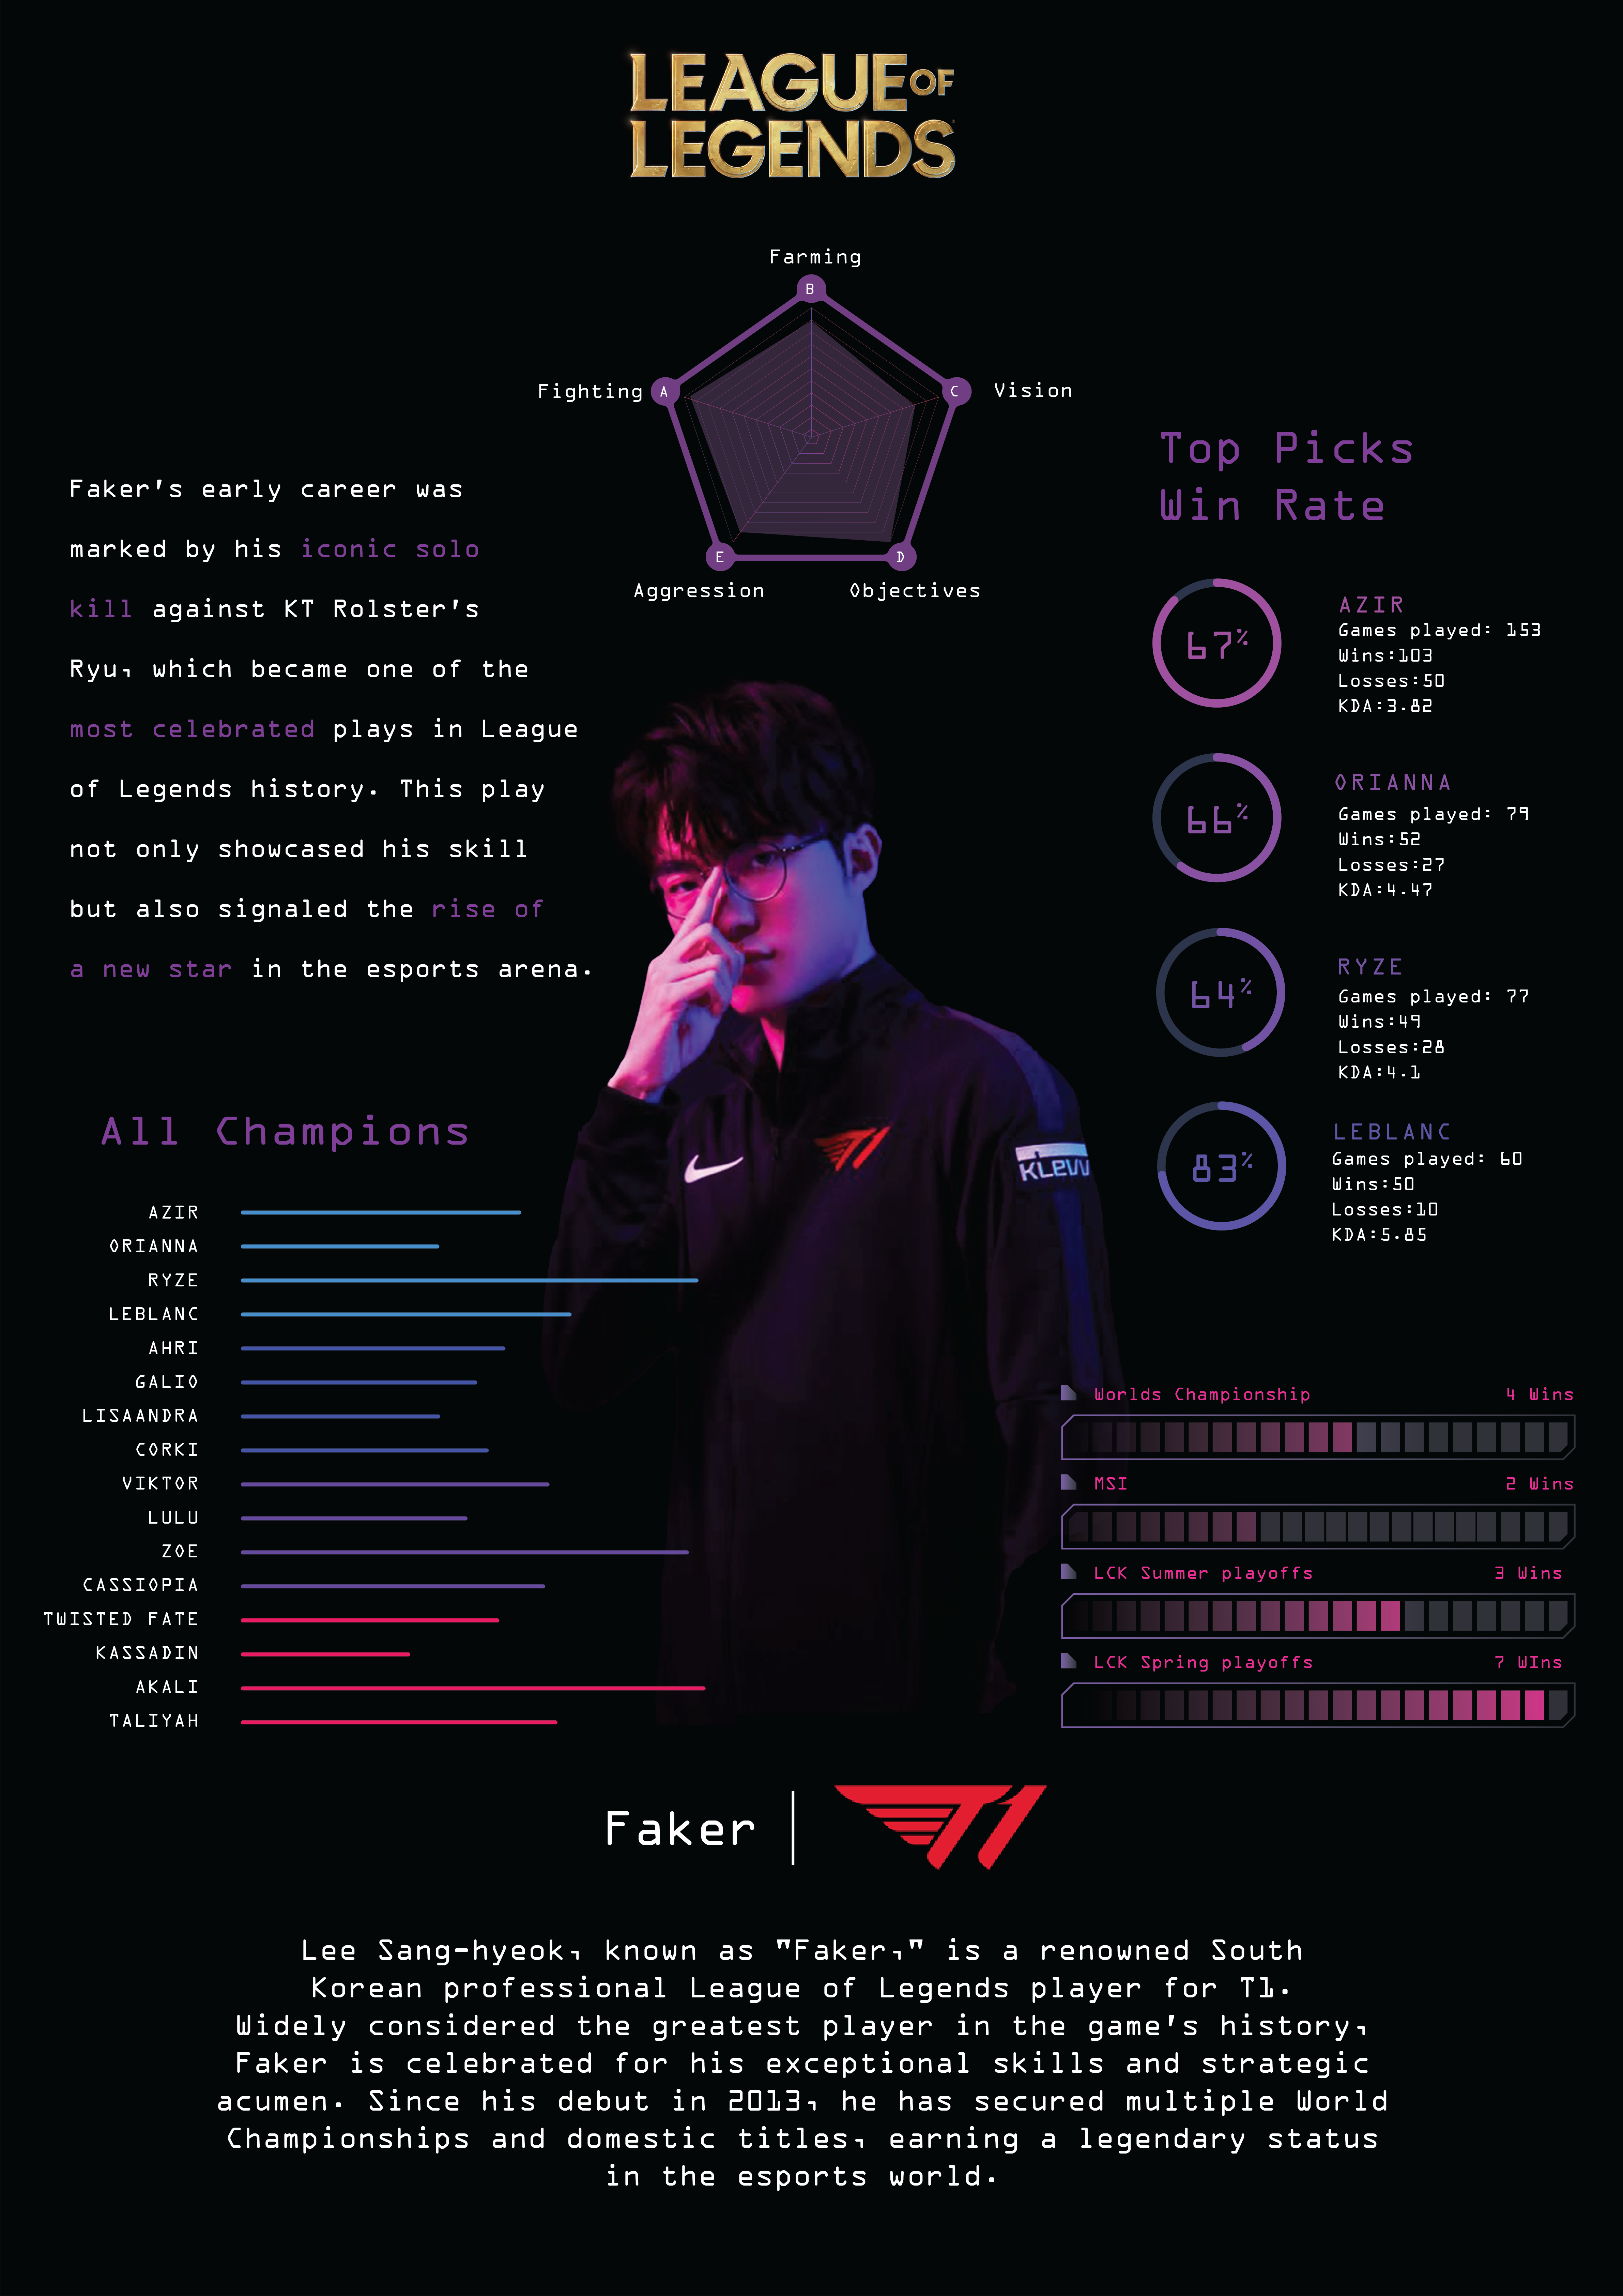 LEAGUE OF
LEGENDS
Farming
B
Fighting
A
C
Vision
E
D
Aggression
Objectives
Faker's early career was
marked by his iconic solo
kill against KT Rolster's
Ryu, which became one of the
most celebrated plays in League
of Legends history. This play
not only showcased his skill
but also signaled the rise of
a new star in the esports arena.
Top Picks
Win Rate
67%
AZIR
Games played: 153
Wins:103
Losses:50
KDA:3.82
66%
ORIANNA
Games played: 79
Wins:52
Losses:27
KDA:4.47
64%
RYZE
Games played: 77
Wins:49
Losses:28
KDA:4.1
83%
LEBLANC
Games played: 60
Wins:50
Losses:10
KDA:5.85
T1
KLEVV
All Champions
AZIR
ORIANNA
RYZE
LEBLANC
AHRI
GALIO
LISAANDRA
CORKI
VIKTOR
LULU
ZOE
CASSIOPIA
TWISTED FATE
KASSADIN
AKALI
TALIYAH
Worlds Championship 4 Wins
MSI 2 Wins
LCK Summer playoffs 3 Wins
LCK Spring playoffs 7 WIns
Faker
T1
Lee Sang-hyeok, known as "Faker," is a renowned South
Korean professional League of Legends player for T1.
Widely considered the greatest player in the game's history,
Faker is celebrated for his exceptional skills and strategic
acumen. Since his debut in 2013, he has secured multiple World
Championships and domestic titles, earning a legendary status
in the esports world.